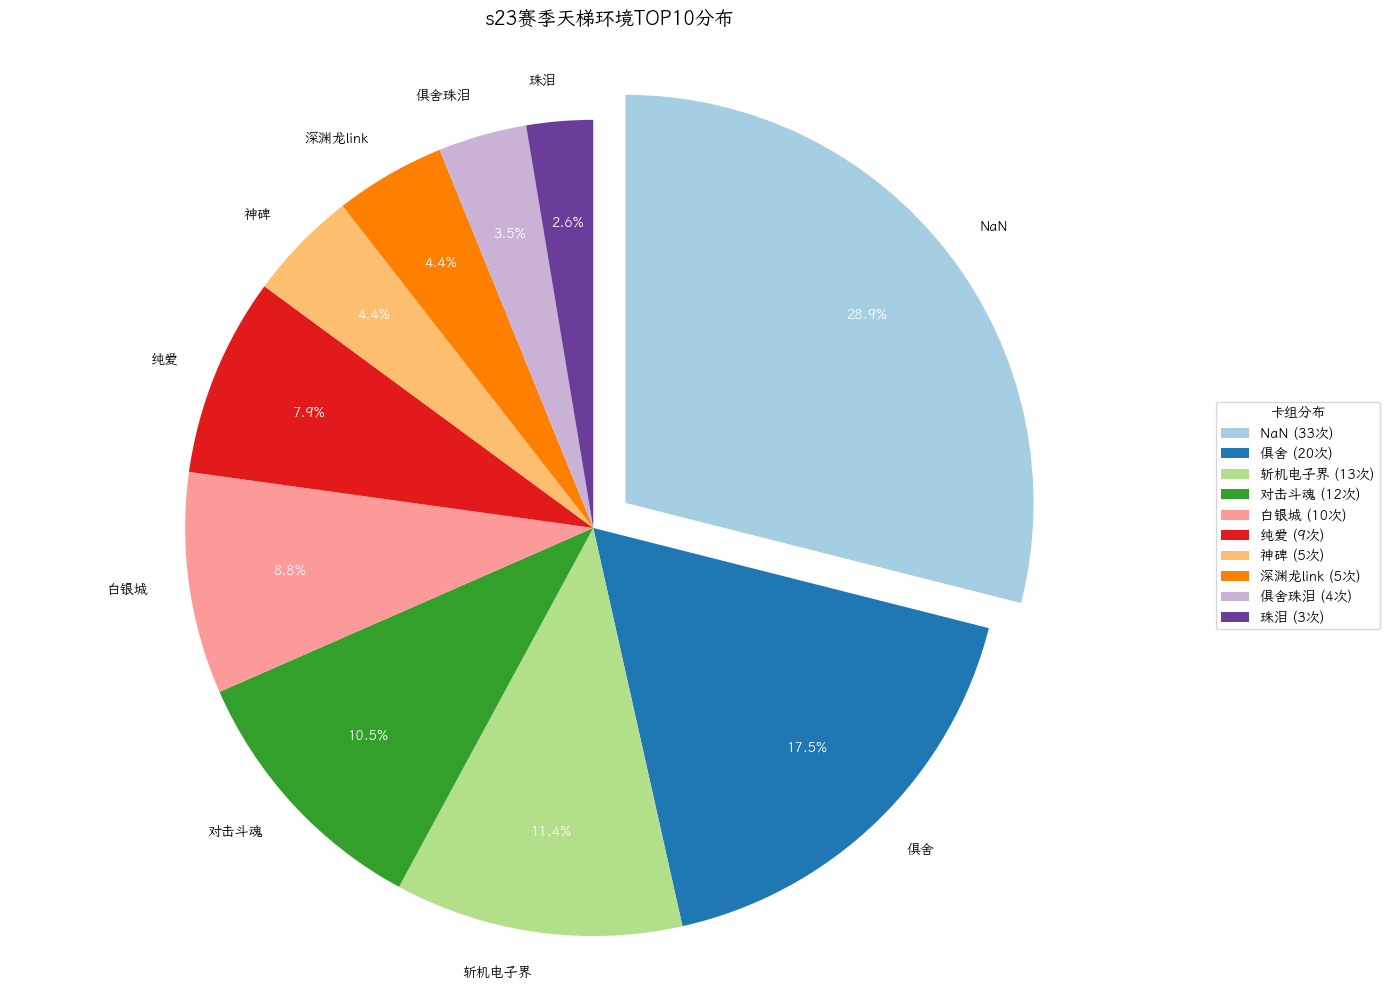 s23赛季天梯环境TOP10分布
珠泪
俱舍珠泪
深渊龙link
神碑
纯爱
白银城
对击斗魂
斩机电子界
俱舍
NaN
2.6%
3.5%
4.4%
4.4%
7.9%
8.8%
10.5%
11.4%
17.5%
28.9%
卡组分布
NaN (33次)
俱舍 (20次)
斩机电子界 (13次)
对击斗魂 (12次)
白银城 (10次)
纯爱 (9次)
神碑 (5次)
深渊龙link (5次)
俱舍珠泪 (4次)
珠泪 (3次)